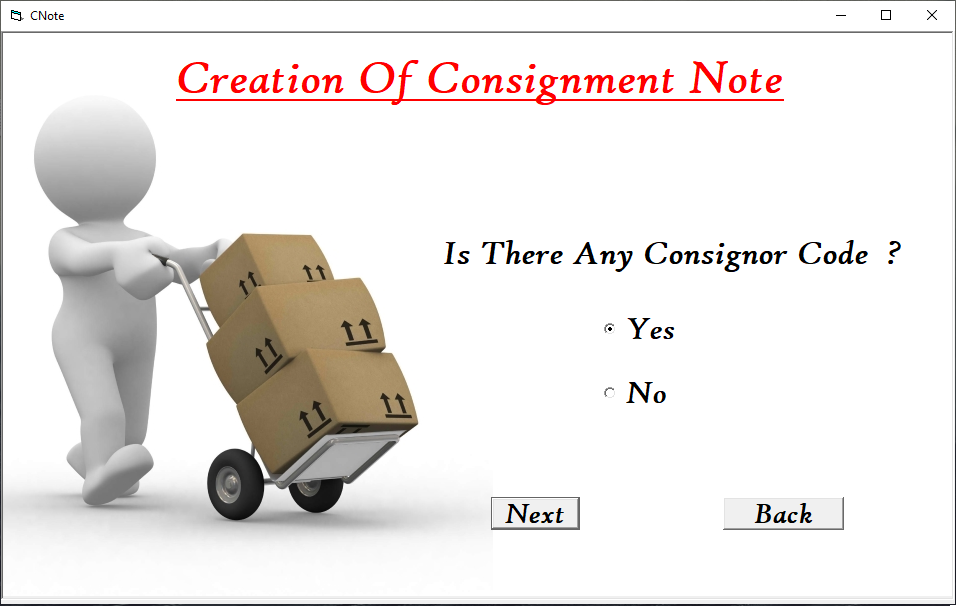 CNote
Creation Of Consignment Note
Is There Any Consignor Code ?
Yes
No
Next
Back